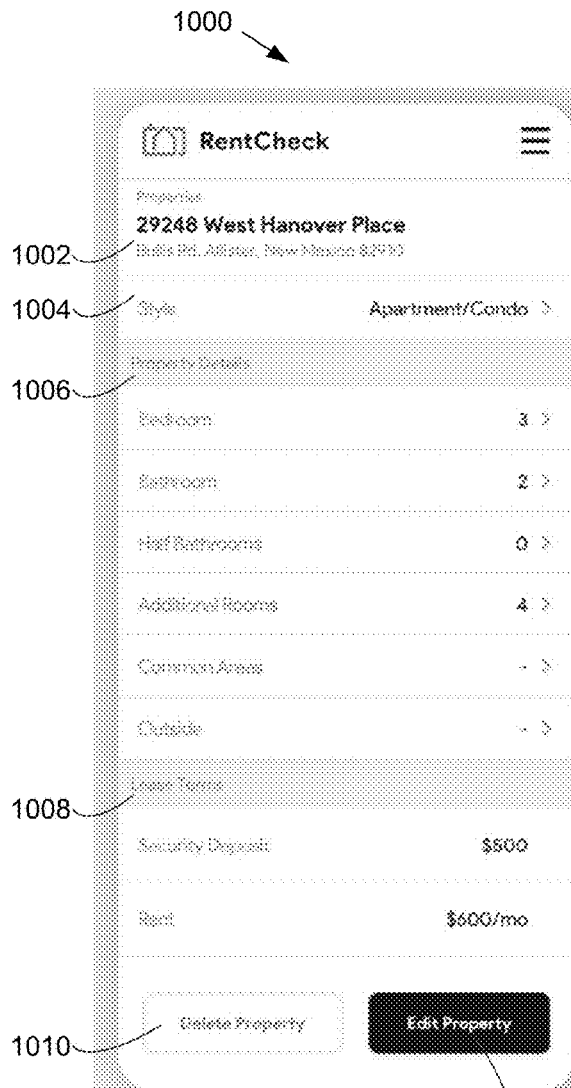 1000
RentCheck
Properties
29248 West Hanover Place
1002
1004
Style
Apartment/Condo >
Property Details
1006
Bedroom
3 >
Bathroom
2 >
Half Bathrooms
0 >
Additional Rooms
4 >
Common Areas
- >
Outside
- >
Lease Terms
1008
Security Deposit
$800
Rent
$600/mo
Delete Property
Edit Property
1010